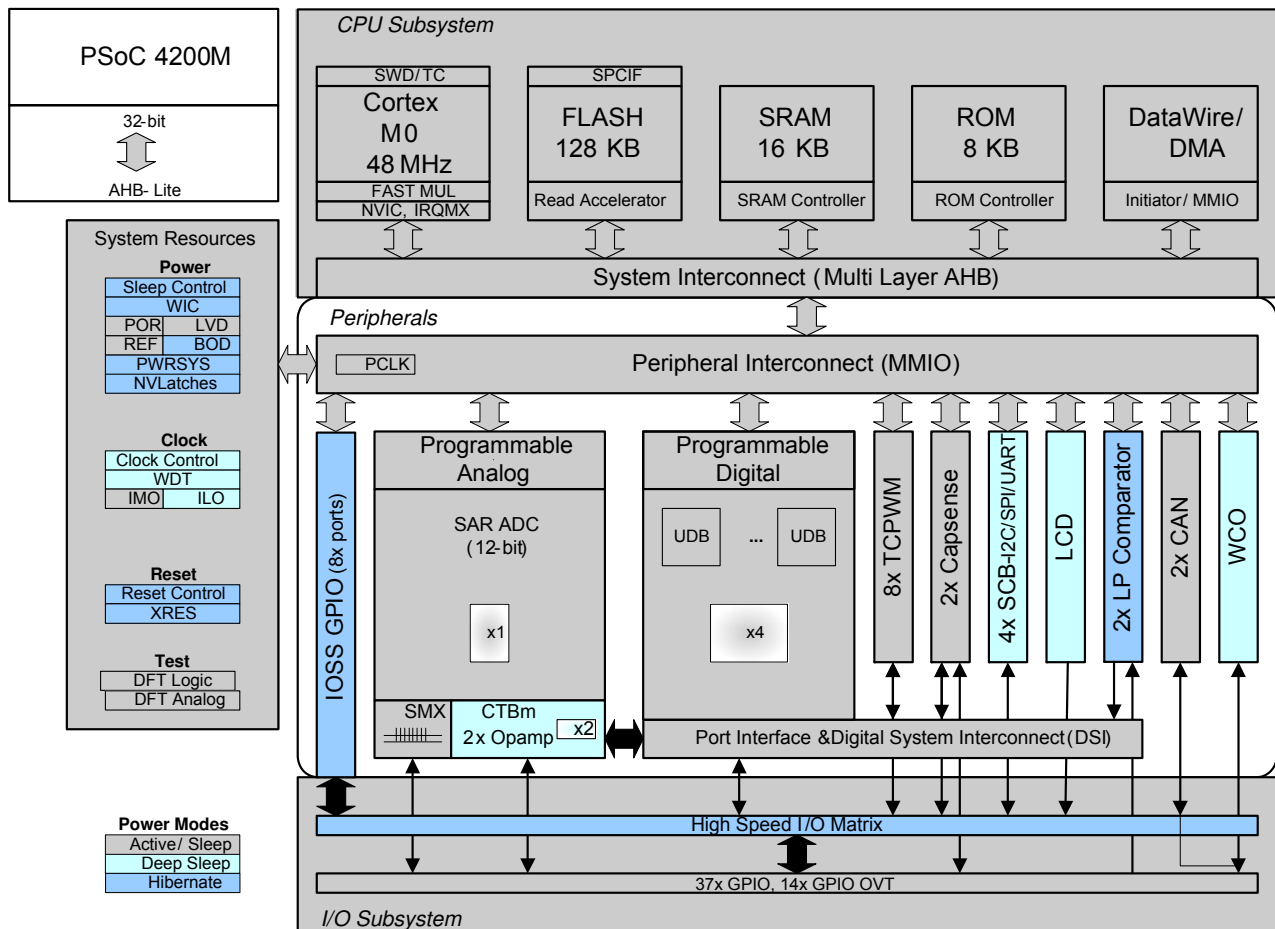 PSoC 4200M
32-bit
AHB- Lite
CPU Subsystem
SWD/ TC
Cortex
M0
48 MHz
FAST MUL
NVIC, IRQMX
SPCIF
FLASH
128 KB
Read Accelerator
SRAM
16 KB
SRAM Controller
ROM
8 KB
ROM Controller
DataWire/
DMA
Initiator/ MMIO
System Interconnect (Multi Layer AHB)
System Resources
Power
Sleep Control
WIC
POR LVD
REF BOD
PWRSYS
NVLatches
Clock
Clock Control
WDT
IMO ILO
Reset
Reset Control
XRES
Test
DFT Logic
DFT Analog
Peripherals
PCLK
Peripheral Interconnect (MMIO)
IOSS GPIO (8x ports)
Programmable
Analog
SAR ADC
(12-bit)
x1
SMX
CTBm
2x Opamp
x2
Programmable
Digital
UDB ... UDB
x4
Port Interface &Digital System Interconnect(DSI)
8x TCPWM
2x Capsense
4x SCB-I2C/SPI/UART
LCD
2x LP Comparator
2x CAN
WCO
High Speed I/O Matrix
37x GPIO, 14x GPIO OVT
I/O Subsystem
Power Modes
Active/ Sleep
Deep Sleep
Hibernate